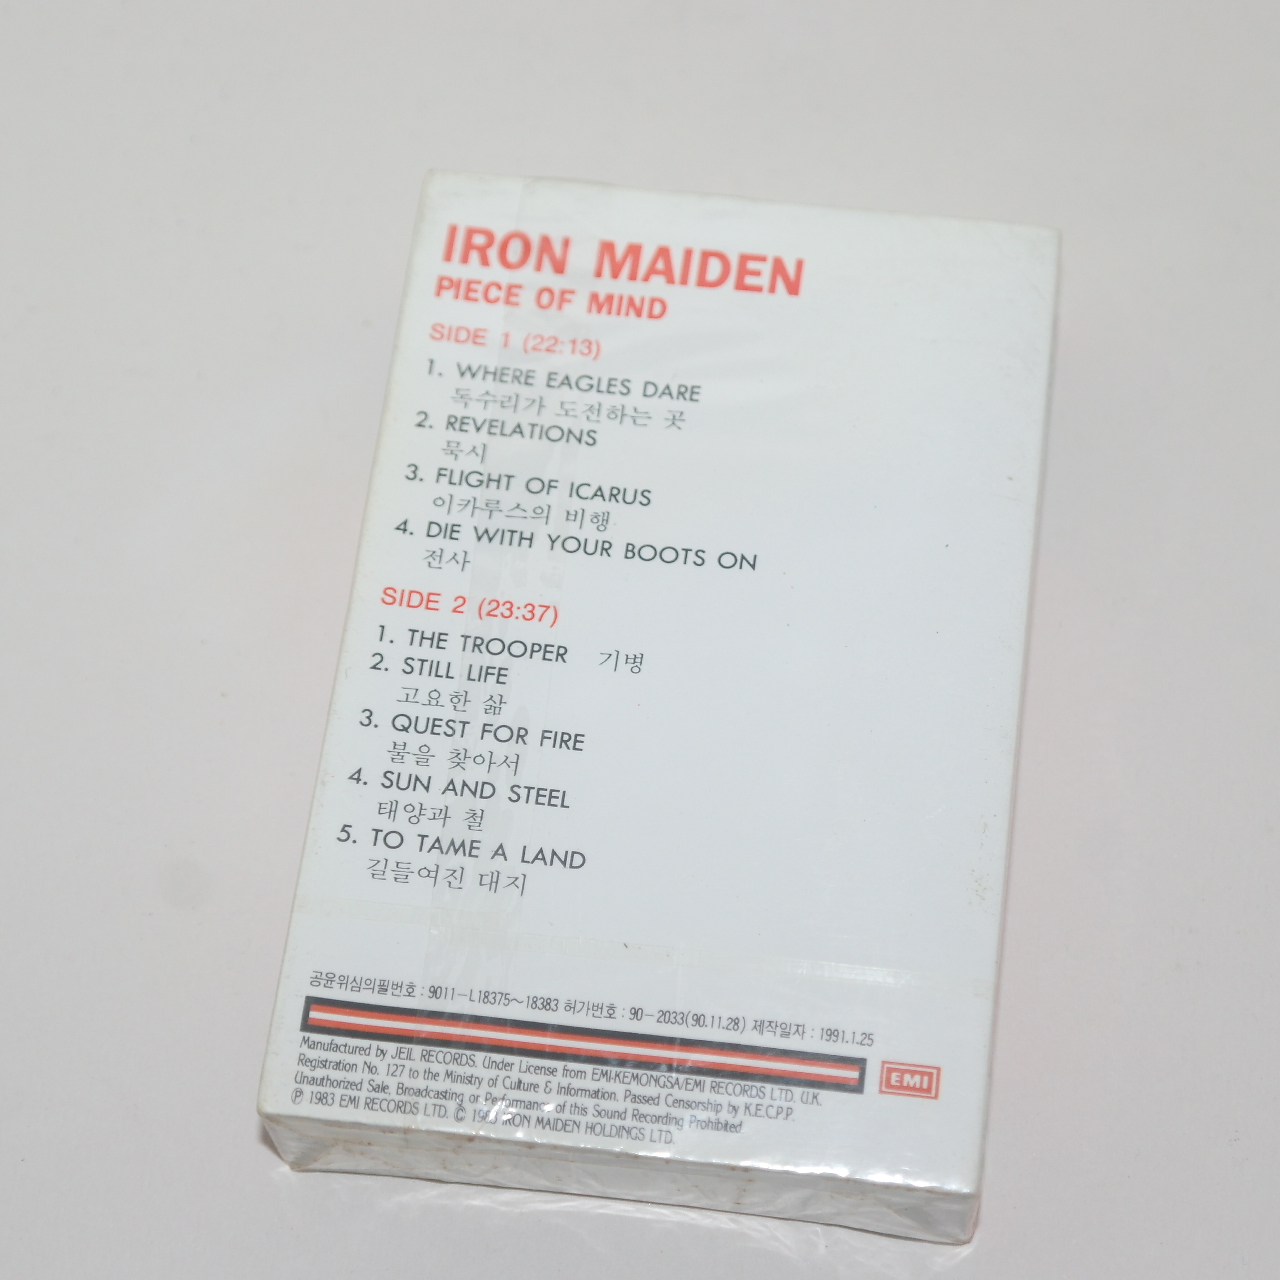 IRON MAIDEN
PIECE OF MIND
SIDE 1 (22:13)
1. WHERE EAGLES DARE
독수리가 도전하는 곳
2. REVELATIONS
묵시
3. FLIGHT OF ICARUS
이카루스의 비행
4. DIE WITH YOUR BOOTS ON
전사
SIDE 2 (23:37)
1. THE TROOPER 기병
2. STILL LIFE
고요한 삶
3. QUEST FOR FIRE
불을 찾아서
4. SUN AND STEEL
태양과 철
5. TO TAME A LAND
길들여진 대지
공윤위심의필번호 : 9011-L18375~18383 허가번호 : 90-2033(90.11.28) 제작일자 : 1991.1.25
EMI
Manufactured by JEIL RECORDS. Under License from EMI-KEMONGSA/EMI RECORDS LTD. U.K.
Registration No. 127 to the Ministry of Culture & Information. Passed Censorship by K.E.C.P.P.
Unauthorized Sale, Broadcasting or Performance of this Sound Recording Prohibited
℗ 1983 EMI RECORDS LTD. © 1983 IRON MAIDEN HOLDINGS LTD.